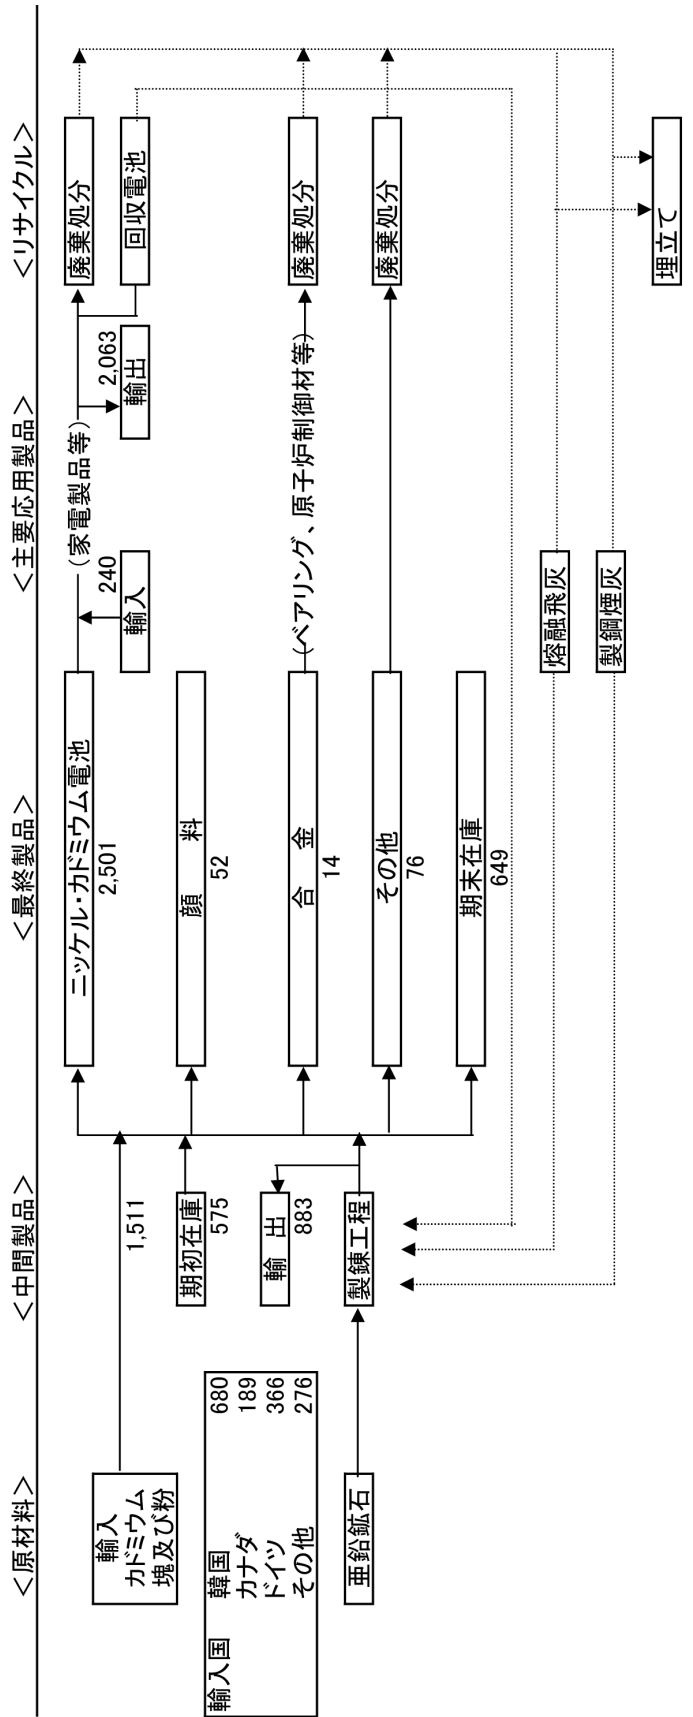 ＜原材料＞
＜中間製品＞
＜最終製品＞
＜主要応用製品＞
＜リサイクル＞
輸入
カドミウム
塊及び粉
1,511
輸入国
韓国 680
カナダ 189
ドイツ 366
その他 276
亜鉛鉱石
期初在庫
575
輸　出
883
製錬工程
ニッケル・カドミウム電池
2,501
顔　料
52
合　金
14
その他
76
期末在庫
649
240
輸入
（家電製品等）
2,063
輸出
（ベアリング、原子炉制御材等）
熔融飛灰
製鋼煙灰
廃棄処分
回収電池
廃棄処分
廃棄処分
埋立て